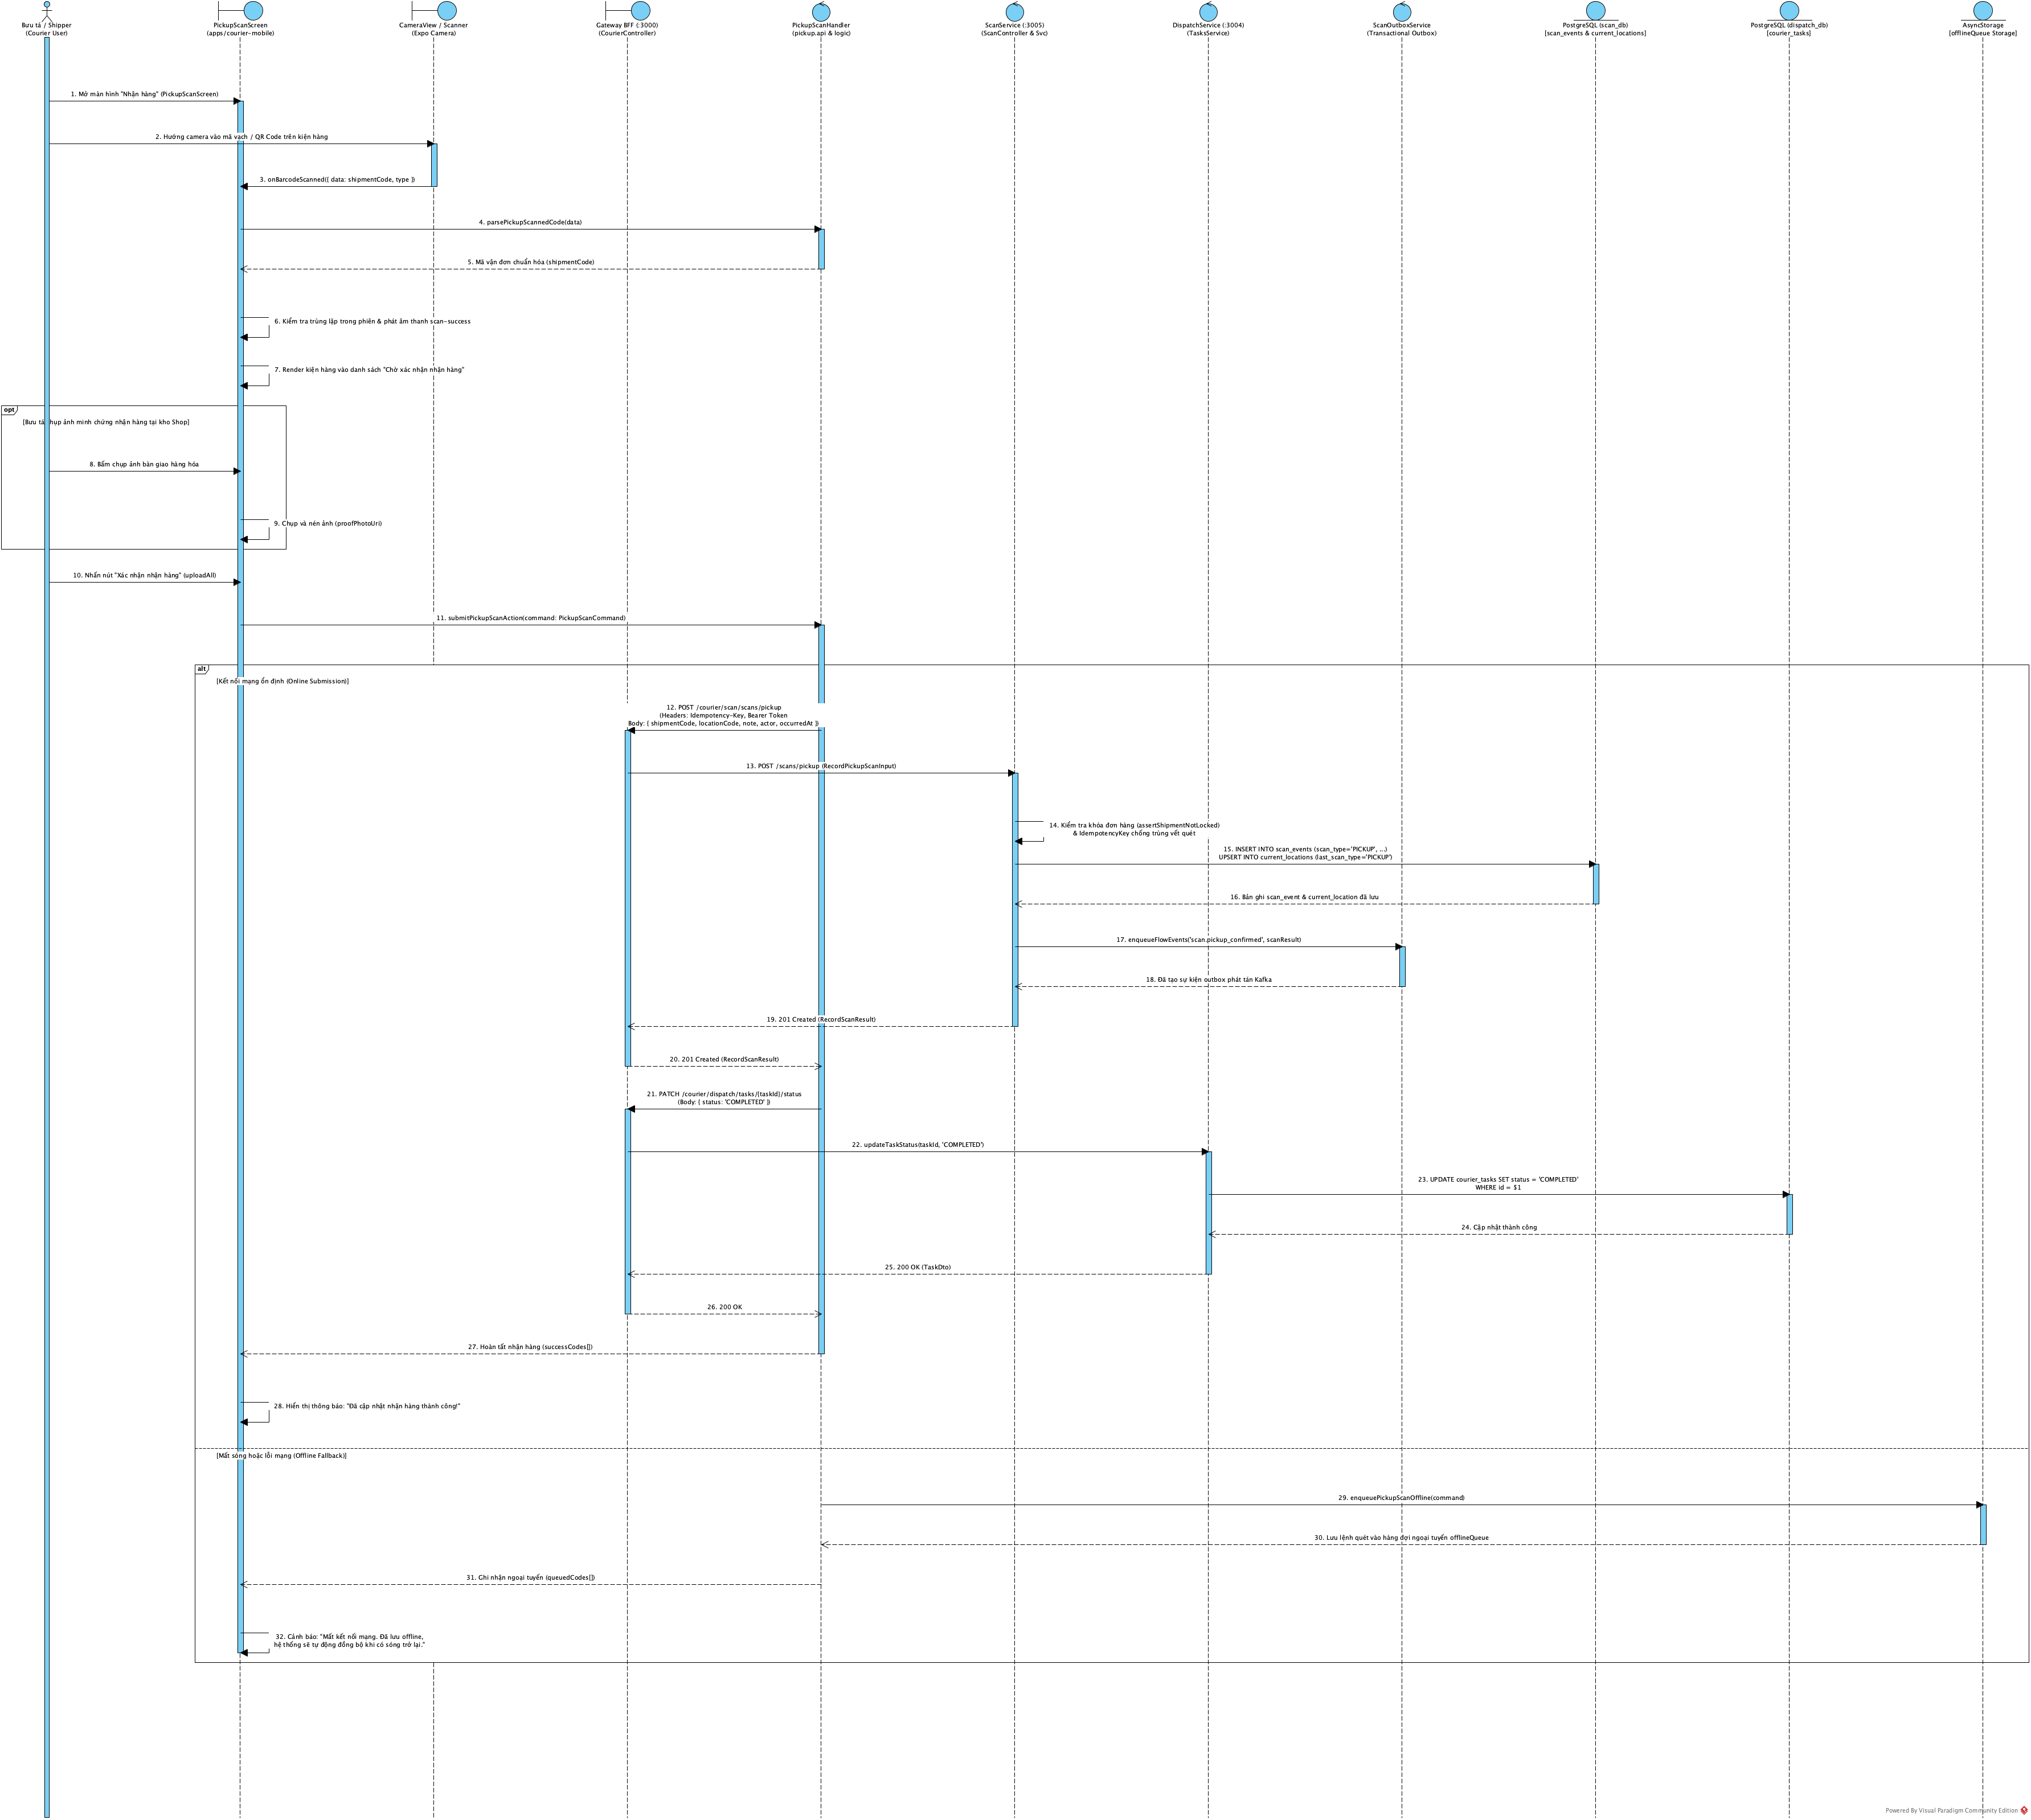 Bưu tá / Shipper
(Courier User)
PickupScanScreen
(apps/courier-mobile)
CameraView / Scanner
(Expo Camera)
Gateway BFF (:3000)
(CourierController)
PickupScanHandler
(pickup.api & logic)
ScanService (:3005)
(ScanController & Svc)
DispatchService (:3004)
(TasksService)
ScanOutboxService
(Transactional Outbox)
PostgreSQL (scan_db)
[scan_events & current_locations]
PostgreSQL (dispatch_db)
[courier_tasks]
AsyncStorage
[offlineQueue Storage]
1. Mở màn hình "Nhận hàng" (PickupScanScreen)
2. Hướng camera vào mã vạch / QR Code trên kiện hàng
3. onBarcodeScanned({ data: shipmentCode, type })
4. parsePickupScannedCode(data)
5. Mã vận đơn chuẩn hóa (shipmentCode)
6. Kiểm tra trùng lặp trong phiên & phát âm thanh scan-success
7. Render kiện hàng vào danh sách "Chờ xác nhận nhận hàng"
opt
[Bưu tá chụp ảnh minh chứng nhận hàng tại kho Shop]
8. Bấm chụp ảnh bàn giao hàng hóa
9. Chụp và nén ảnh (proofPhotoUri)
10. Nhấn nút "Xác nhận nhận hàng" (uploadAll)
11. submitPickupScanAction(command: PickupScanCommand)
alt
[Kết nối mạng ổn định (Online Submission)]
12. POST /courier/scan/scans/pickup
(Headers: Idempotency-Key, Bearer Token
Body: { shipmentCode, locationCode, note, actor, occurredAt })
13. POST /scans/pickup (RecordPickupScanInput)
14. Kiểm tra khóa đơn hàng (assertShipmentNotLocked)
& IdempotencyKey chống trùng vết quét
15. INSERT INTO scan_events (scan_type='PICKUP', ...)
UPSERT INTO current_locations (last_scan_type='PICKUP')
16. Bản ghi scan_event & current_location đã lưu
17. enqueueFlowEvents('scan.pickup_confirmed', scanResult)
18. Đã tạo sự kiện outbox phát tán Kafka
19. 201 Created (RecordScanResult)
20. 201 Created (RecordScanResult)
21. PATCH /courier/dispatch/tasks/{taskId}/status
(Body: { status: 'COMPLETED' })
22. updateTaskStatus(taskId, 'COMPLETED')
23. UPDATE courier_tasks SET status = 'COMPLETED'
WHERE id = $1
24. Cập nhật thành công
25. 200 OK (TaskDto)
26. 200 OK
27. Hoàn tất nhận hàng (successCodes[])
28. Hiển thị thông báo: "Đã cập nhật nhận hàng thành công!"
[Mất sóng hoặc lỗi mạng (Offline Fallback)]
29. enqueuePickupScanOffline(command)
30. Lưu lệnh quét vào hàng đợi ngoại tuyến offlineQueue
31. Ghi nhận ngoại tuyến (queuedCodes[])
32. Cảnh báo: "Mất kết nối mạng. Đã lưu offline,
hệ thống sẽ tự động đồng bộ khi có sóng trở lại."
Powered By Visual Paradigm Community Edition